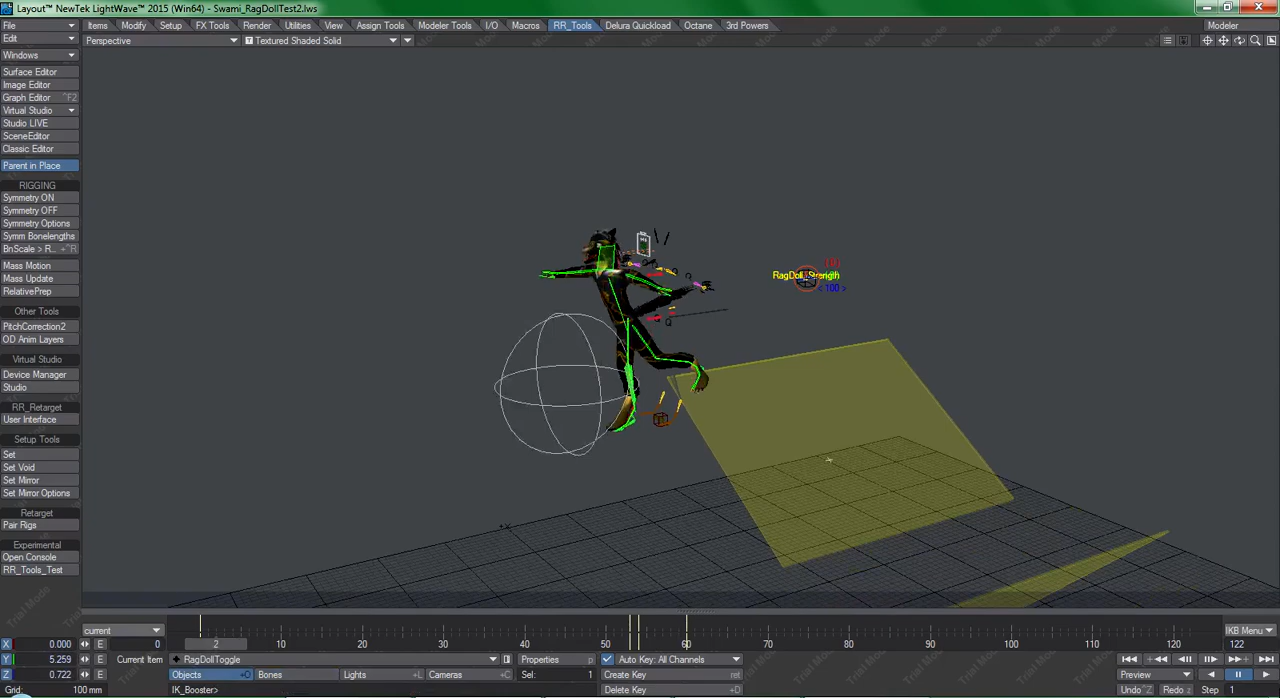 Layout™ NewTek LightWave™ 2015 (Win64) - Swami_RagDollTest2.lws
File Items Modify Setup FX Tools Render Utilities View Assign Tools Modeler Tools I/O Macros RR_Tools Delura Quickload Octane 3rd Powers Modeler
Edit Perspective Textured Shaded Solid
Windows
Surface Editor
Image Editor
Graph Editor ^F2
Virtual Studio
Studio LIVE
SceneEditor
Classic Editor
Parent in Place
RIGGING
Symmetry ON
Symmetry OFF
Symmetry Options
Symm Bonelengths
BnScale > R... +^R
Mass Motion
Mass Update
RelativePrep
Other Tools
PitchCorrection2
OD Anim Layers
Virtual Studio
Device Manager
Studio
RR_Retarget
User Interface
Setup Tools
Set
Set Void
Set Mirror
Set Mirror Options
Retarget
Pair Rigs
Experimental
Open Console
RR_Tools_Test
RagDoll_Strength
< 100 >
Trial Mode
current
IKB Menu
X 0.000 E 0 2 10 20 30 40 50 60 70 80 90 100 110 120 122
Y 5.259 E Current Item RagDollToggle Properties p Auto Key: All Channels
Z 0.722 E Objects +O Bones Lights +L Cameras Sel: 1 Create Key ret Preview
Grid: 100 mm IK_Booster> Delete Key +D Undo ^Z Redo z Step 1